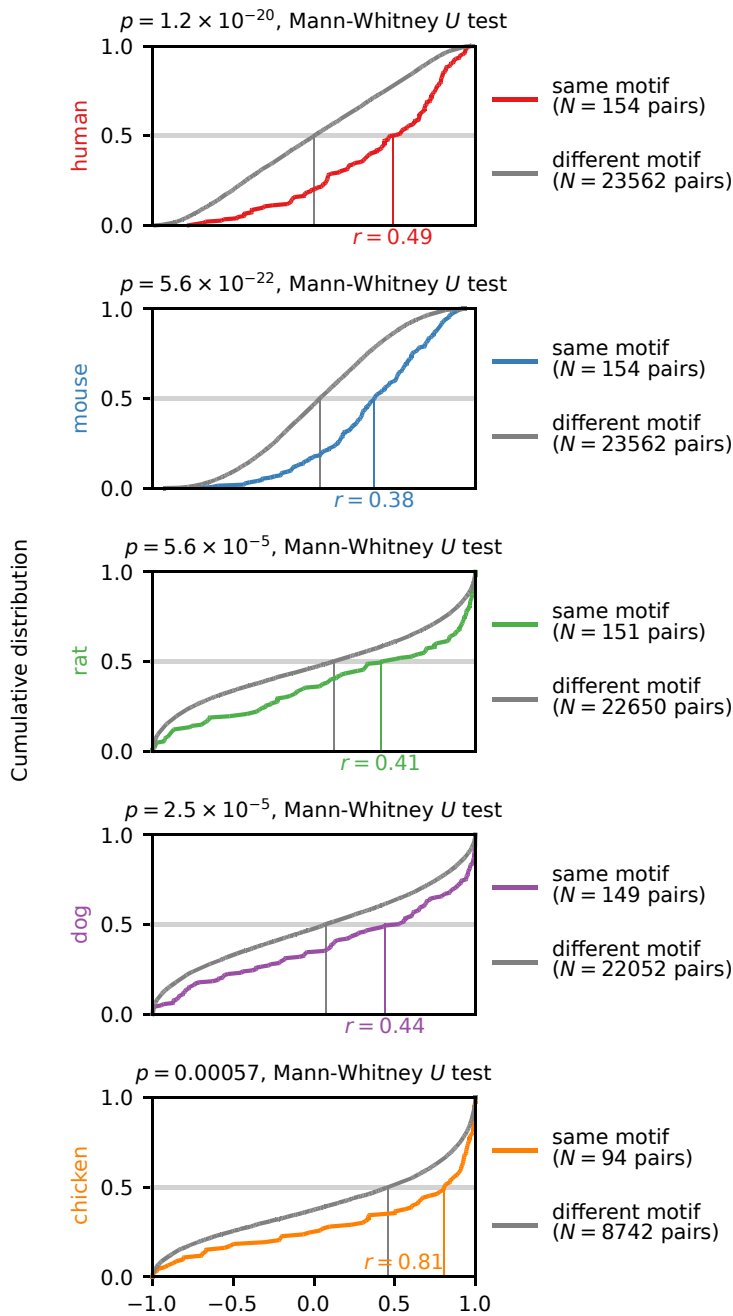 Cumulative distribution
p = 1.2 × 10⁻²⁰, Mann-Whitney U test
human
1.0
0.5
0.0
r = 0.49
same motif
(N = 154 pairs)
different motif
(N = 23562 pairs)
p = 5.6 × 10⁻²², Mann-Whitney U test
mouse
1.0
0.5
0.0
r = 0.38
same motif
(N = 154 pairs)
different motif
(N = 23562 pairs)
p = 5.6 × 10⁻⁵, Mann-Whitney U test
rat
1.0
0.5
0.0
r = 0.41
same motif
(N = 151 pairs)
different motif
(N = 22650 pairs)
p = 2.5 × 10⁻⁵, Mann-Whitney U test
dog
1.0
0.5
0.0
r = 0.44
same motif
(N = 149 pairs)
different motif
(N = 22052 pairs)
p = 0.00057, Mann-Whitney U test
chicken
1.0
0.5
0.0
r = 0.81
same motif
(N = 94 pairs)
different motif
(N = 8742 pairs)
−1.0 −0.5 0.0 0.5 1.0